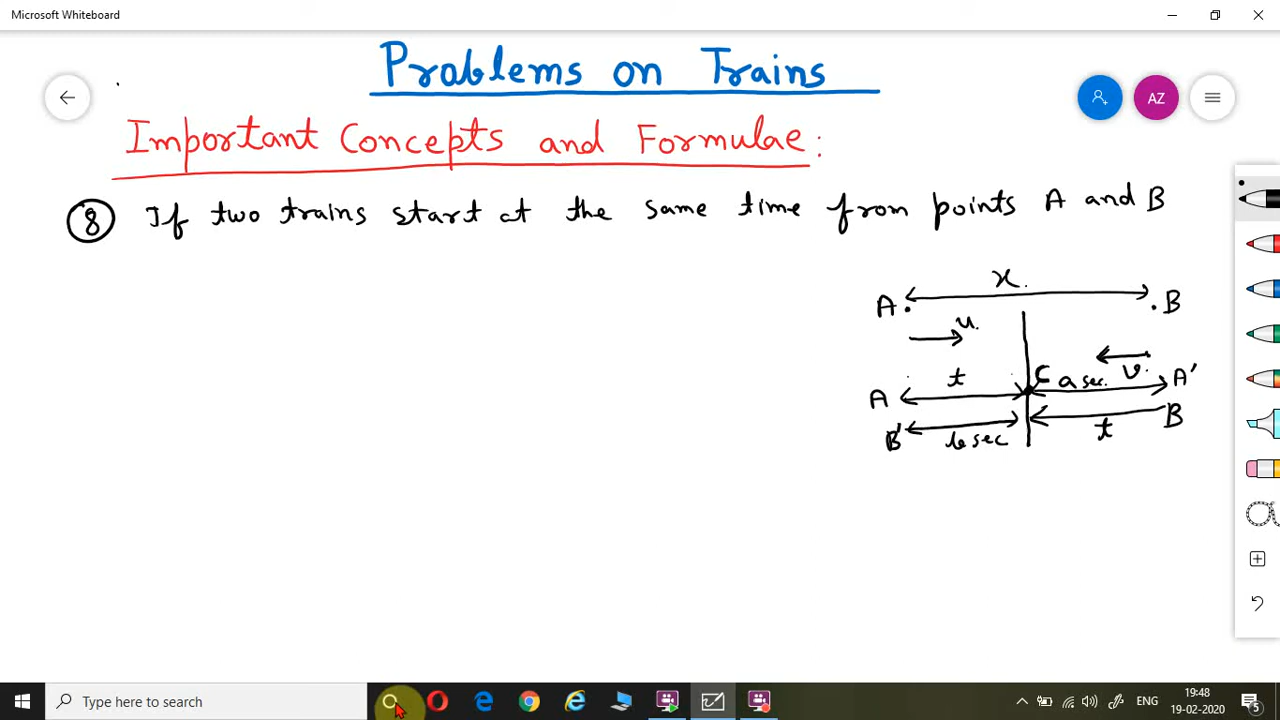 Microsoft Whiteboard
Problems on Trains
AZ
Important Concepts and Formulae:
8 If two trains start at the same time from points A and B
x.
A B
u.
t C a sec. v. A'
A B
B' b sec t
Type here to search
ENG 19:48
19-02-2020 5